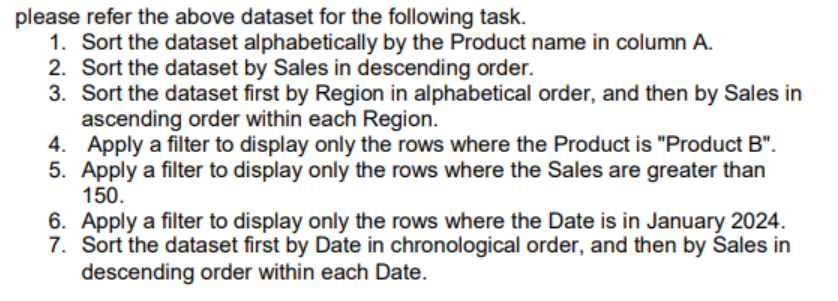 please refer the above dataset for the following task.
1. Sort the dataset alphabetically by the Product name in column A.
2. Sort the dataset by Sales in descending order.
3. Sort the dataset first by Region in alphabetical order, and then by Sales in
ascending order within each Region.
4. Apply a filter to display only the rows where the Product is "Product B".
5. Apply a filter to display only the rows where the Sales are greater than
150.
6. Apply a filter to display only the rows where the Date is in January 2024.
7. Sort the dataset first by Date in chronological order, and then by Sales in
descending order within each Date.